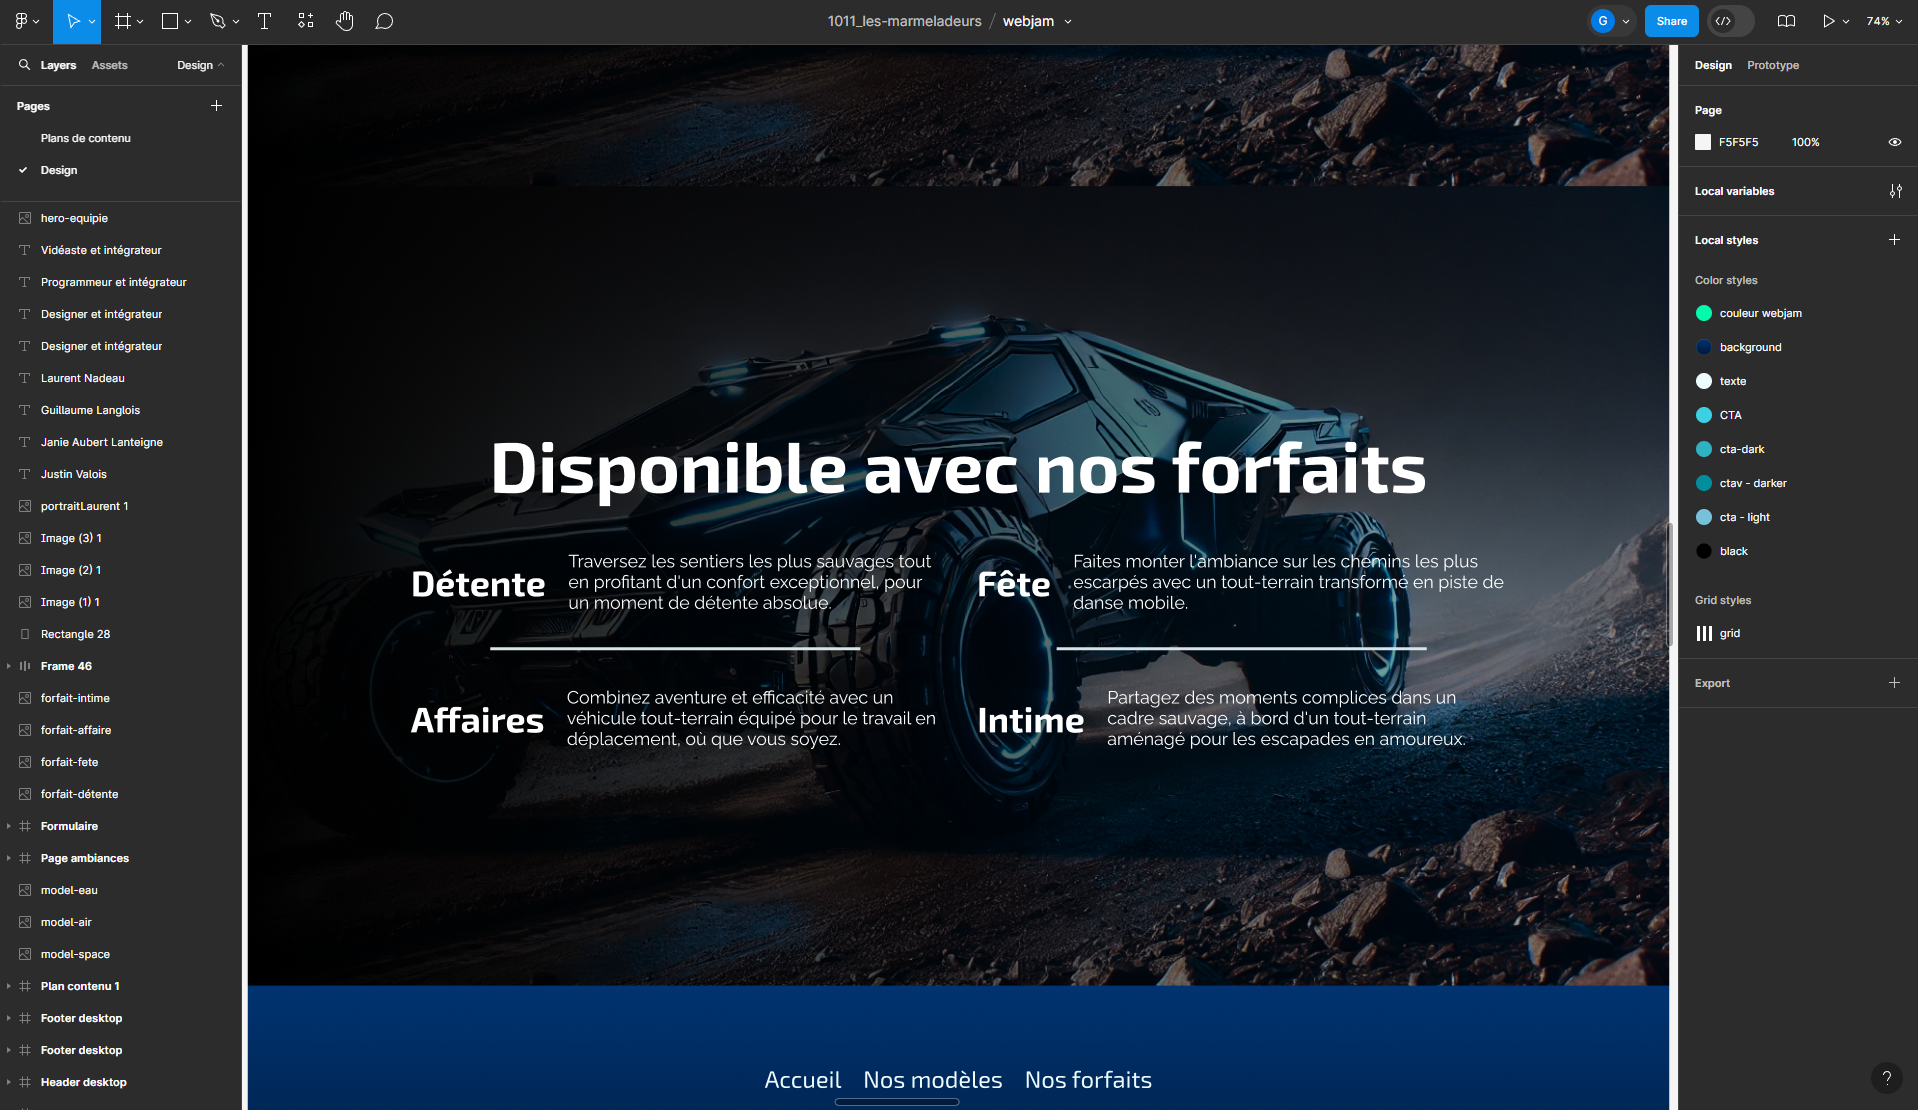 1011_les-marmeladeurs / webjam
G
Share
74%
Layers
Assets
Design
Pages
Plans de contenu
Design
hero-equipie
Vidéaste et intégrateur
Programmeur et intégrateur
Designer et intégrateur
Designer et intégrateur
Laurent Nadeau
Guillaume Langlois
Janie Aubert Lanteigne
Justin Valois
portraitLaurent 1
Image (3) 1
Image (2) 1
Image (1) 1
Rectangle 28
Frame 46
forfait-intime
forfait-affaire
forfait-fete
forfait-détente
Formulaire
Page ambiances
model-eau
model-air
model-space
Plan contenu 1
Footer desktop
Footer desktop
Header desktop
Disponible avec nos forfaits
Détente
Traversez les sentiers les plus sauvages tout
en profitant d'un confort exceptionnel, pour
un moment de détente absolue.
Fête
Faites monter l'ambiance sur les chemins les plus
escarpés avec un tout-terrain transformé en piste de
danse mobile.
Affaires
Combinez aventure et efficacité avec un
véhicule tout-terrain équipé pour le travail en
déplacement, où que vous soyez.
Intime
Partagez des moments complices dans un
cadre sauvage, à bord d'un tout-terrain
aménagé pour les escapades en amoureux.
Accueil Nos modèles Nos forfaits
Design
Prototype
Page
F5F5F5 100%
Local variables
Local styles
Color styles
couleur webjam
background
texte
CTA
cta-dark
ctav - darker
cta - light
black
Grid styles
grid
Export
?